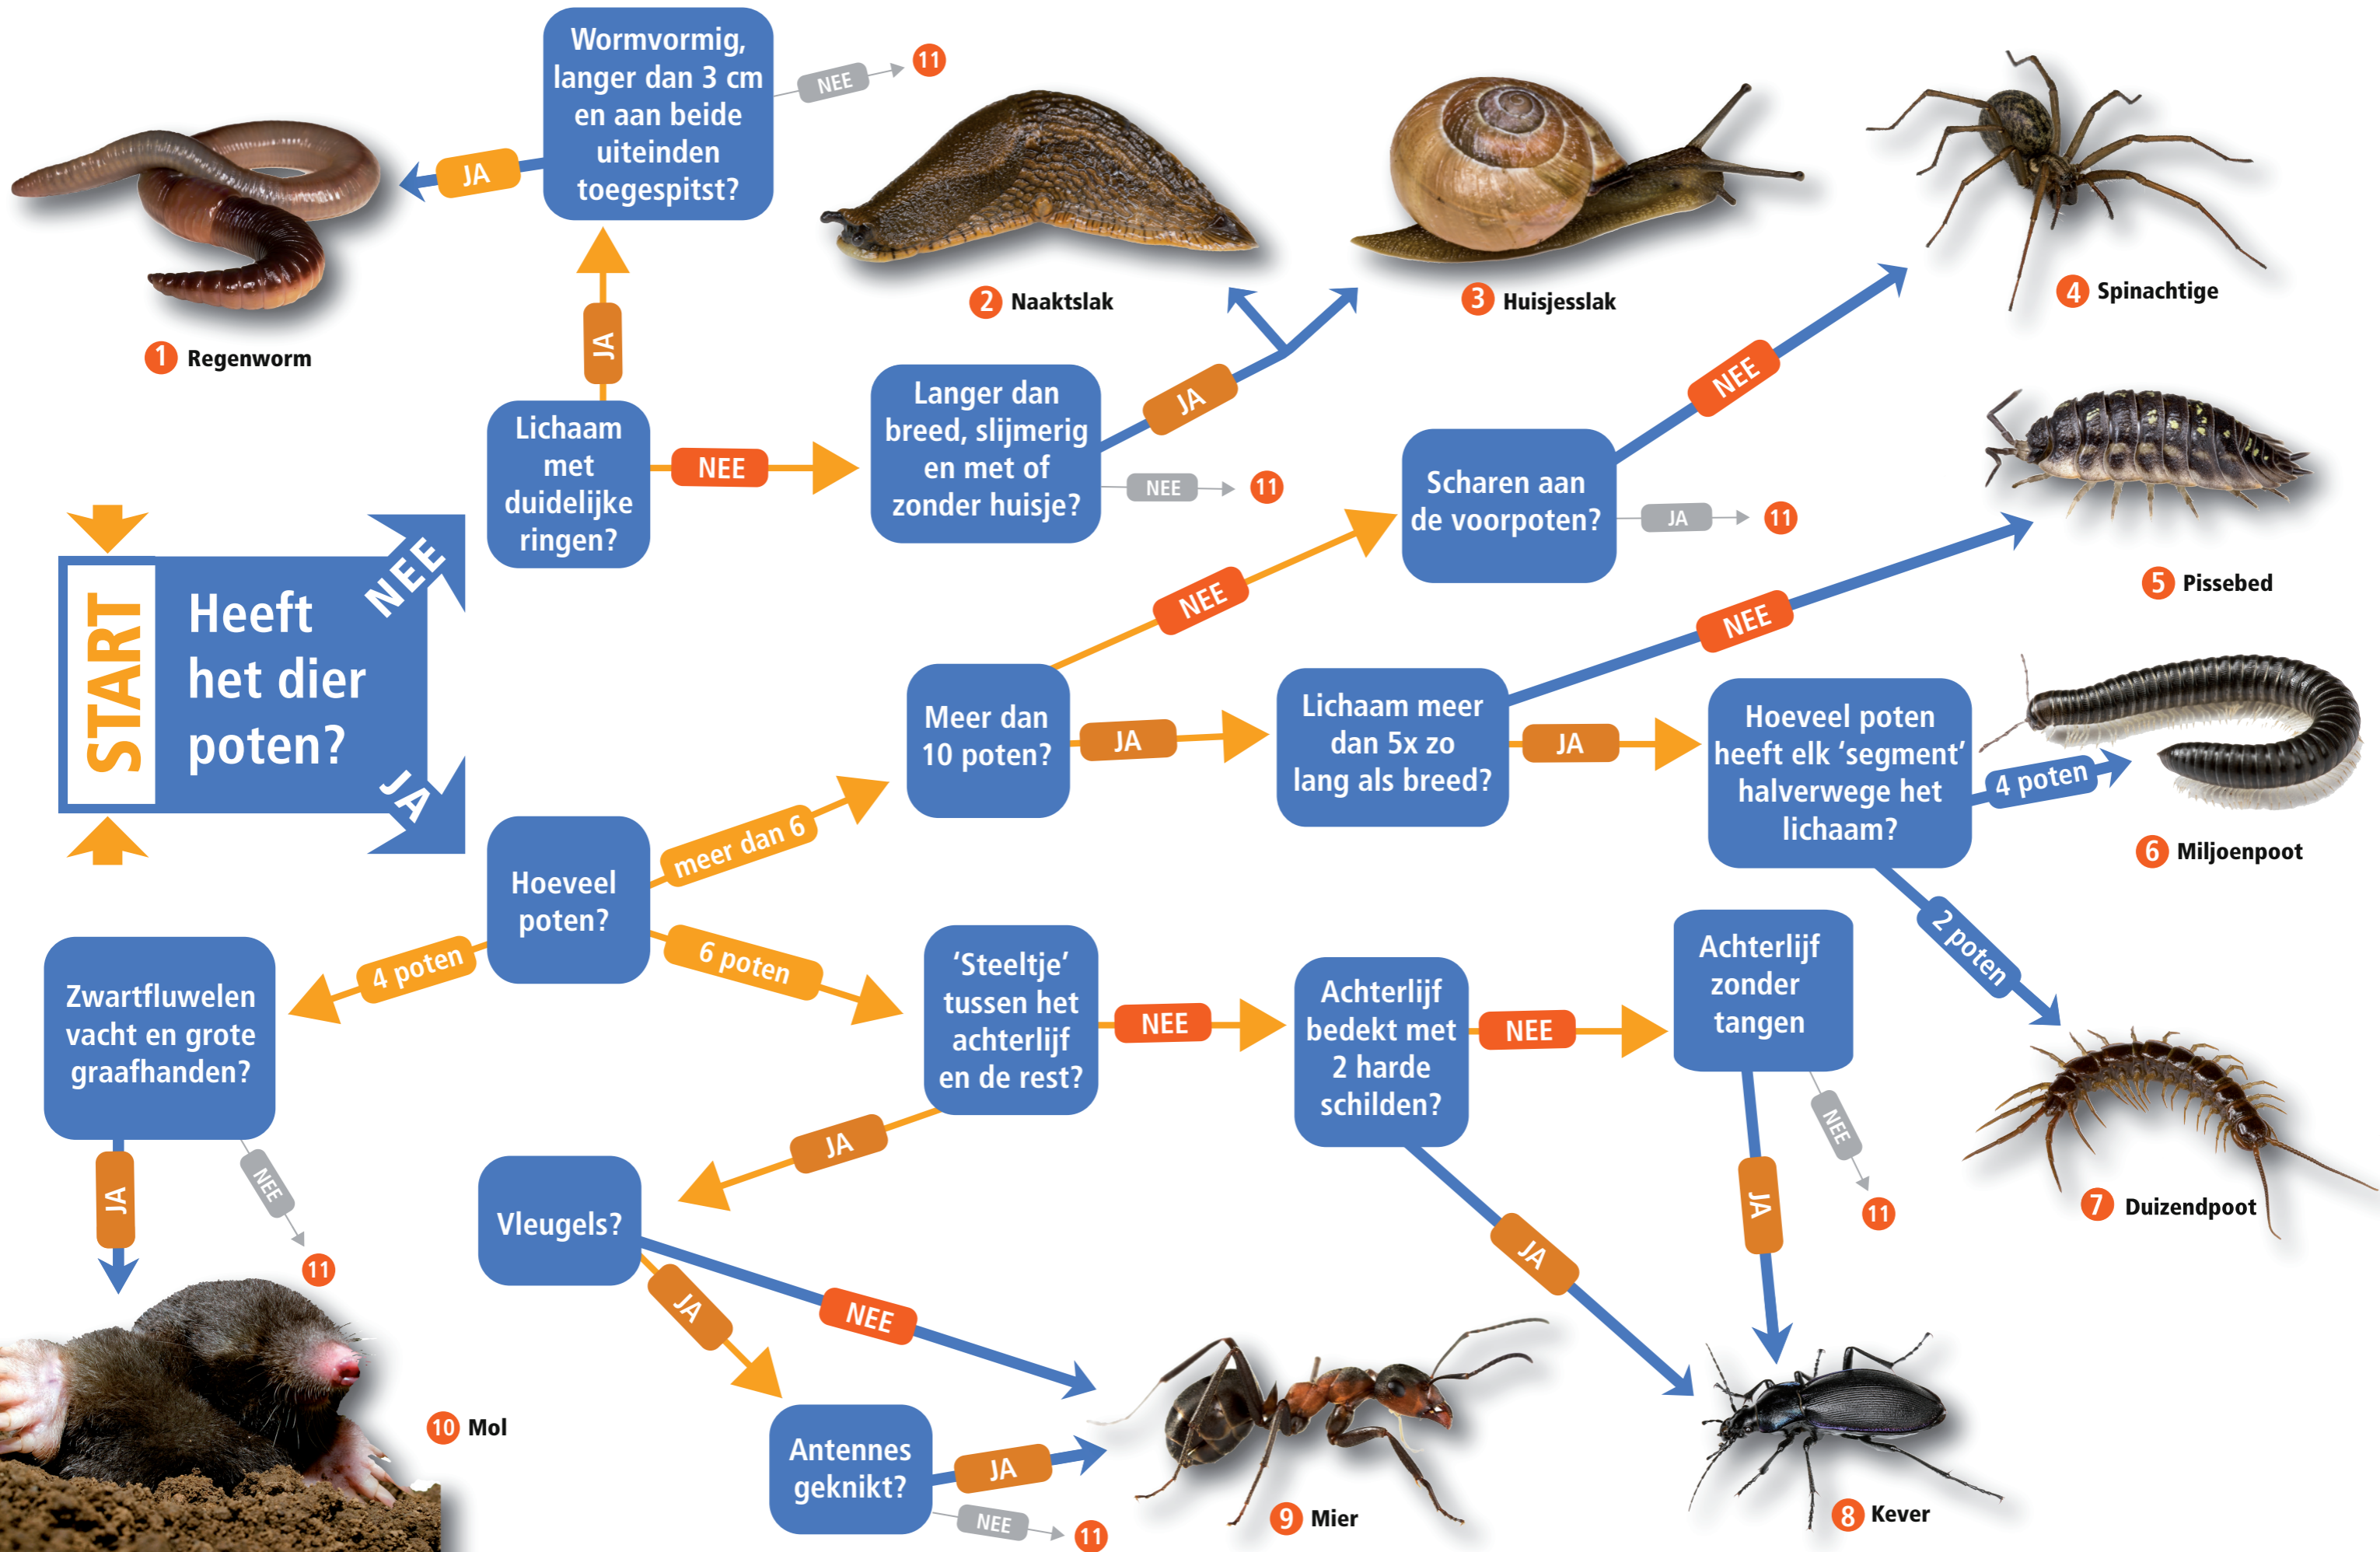 START
Heeft
het dier
poten?
NEE
JA
Lichaam
met
duidelijke
ringen?
JA
Wormvormig,
langer dan 3 cm
en aan beide
uiteinden
toegespitst?
JA
NEE
11
1 Regenworm
NEE
Langer dan
breed, slijmerig
en met of
zonder huisje?
JA
NEE
11
2 Naaktslak
3 Huisjesslak
Hoeveel
poten?
meer dan 6
Meer dan
10 poten?
NEE
Scharen aan
de voorpoten?
NEE
JA
11
4 Spinachtige
JA
Lichaam meer
dan 5x zo
lang als breed?
NEE
5 Pissebed
JA
Hoeveel poten
heeft elk ‘segment’
halverwege het
lichaam?
4 poten
6 Miljoenpoot
2 poten
7 Duizendpoot
6 poten
‘Steeltje’
tussen het
achterlijf
en de rest?
NEE
Achterlijf
bedekt met
2 harde
schilden?
NEE
Achterlijf
zonder
tangen
NEE
11
JA
JA
8 Kever
JA
Vleugels?
NEE
JA
Antennes
geknikt?
JA
NEE
11
9 Mier
4 poten
Zwartfluwelen
vacht en grote
graafhanden?
JA
NEE
11
10 Mol